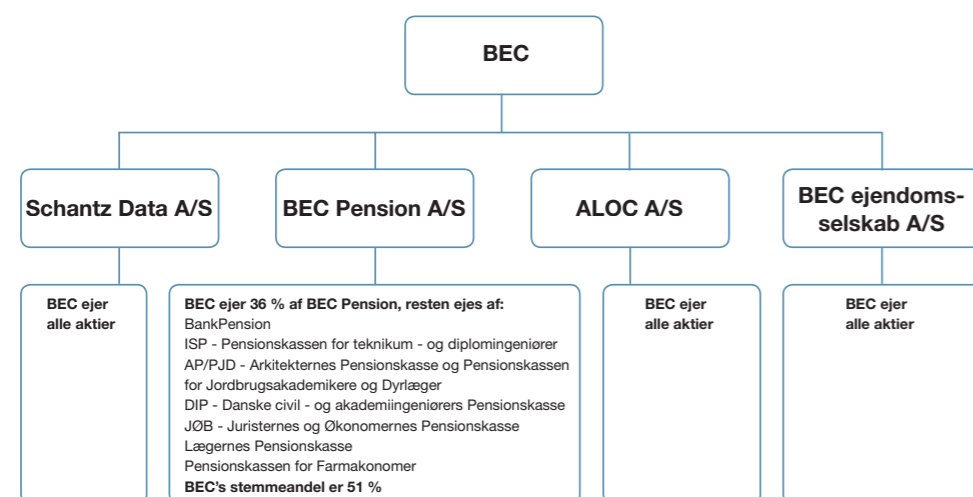 BEC
Schantz Data A/S
BEC Pension A/S
ALOC A/S
BEC ejendoms-
selskab A/S
BEC ejer
alle aktier
BEC ejer 36 % af BEC Pension, resten ejes af:
BankPension
ISP - Pensionskassen for teknikum - og diplomingeniører
AP/PJD - Arkitekternes Pensionskasse og Pensionskassen
for Jordbrugsakademikere og Dyrlæger
DIP - Danske civil - og akademiingeniørers Pensionskasse
JØB - Juristernes og Økonomernes Pensionskasse
Lægernes Pensionskasse
Pensionskassen for Farmakonomer
BEC's stemmeandel er 51 %
BEC ejer
alle aktier
BEC ejer
alle aktier